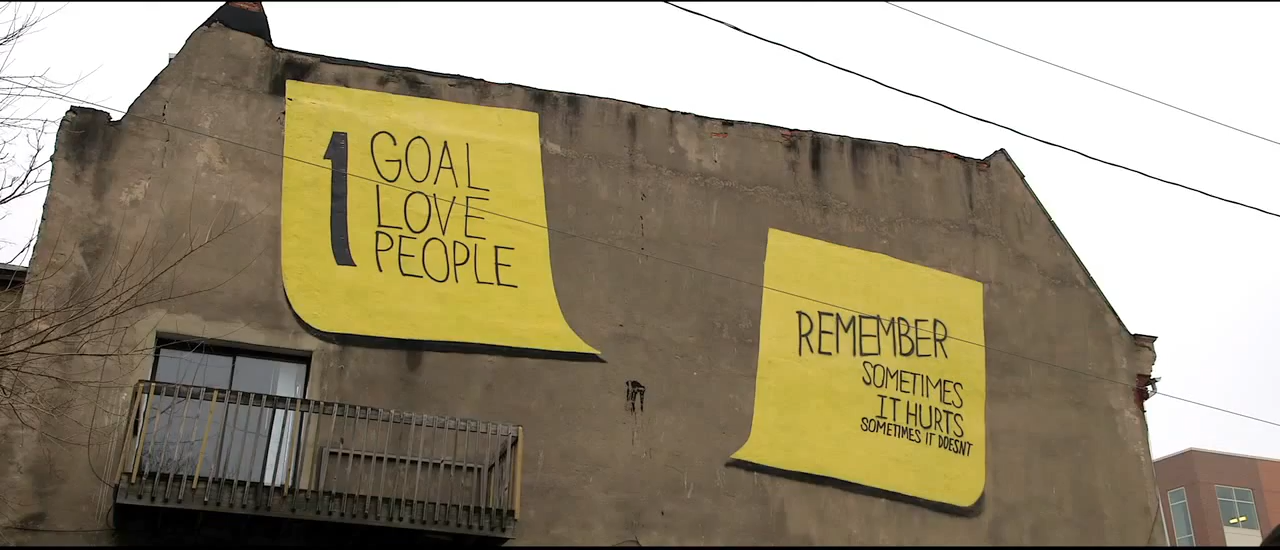 1 GOAL
LOVE
PEOPLE
REMEMBER
SOMETIMES
IT HURTS
SOMETIMES IT DOESNT